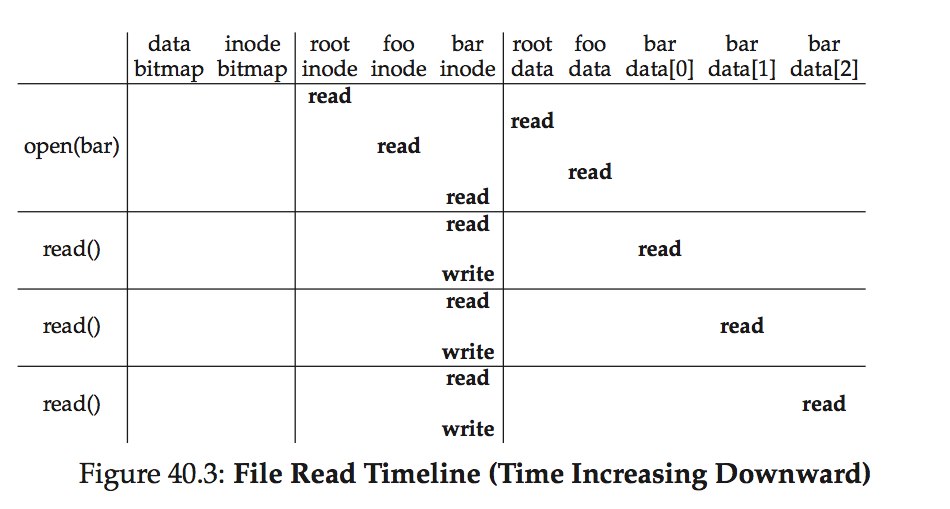 data inode root foo bar root foo bar bar bar
bitmap bitmap inode inode inode data data data[0] data[1] data[2]
read
read
open(bar) read
read
read
read
read() read
write
read
read() read
write
read
read() read
write
Figure 40.3: File Read Timeline (Time Increasing Downward)